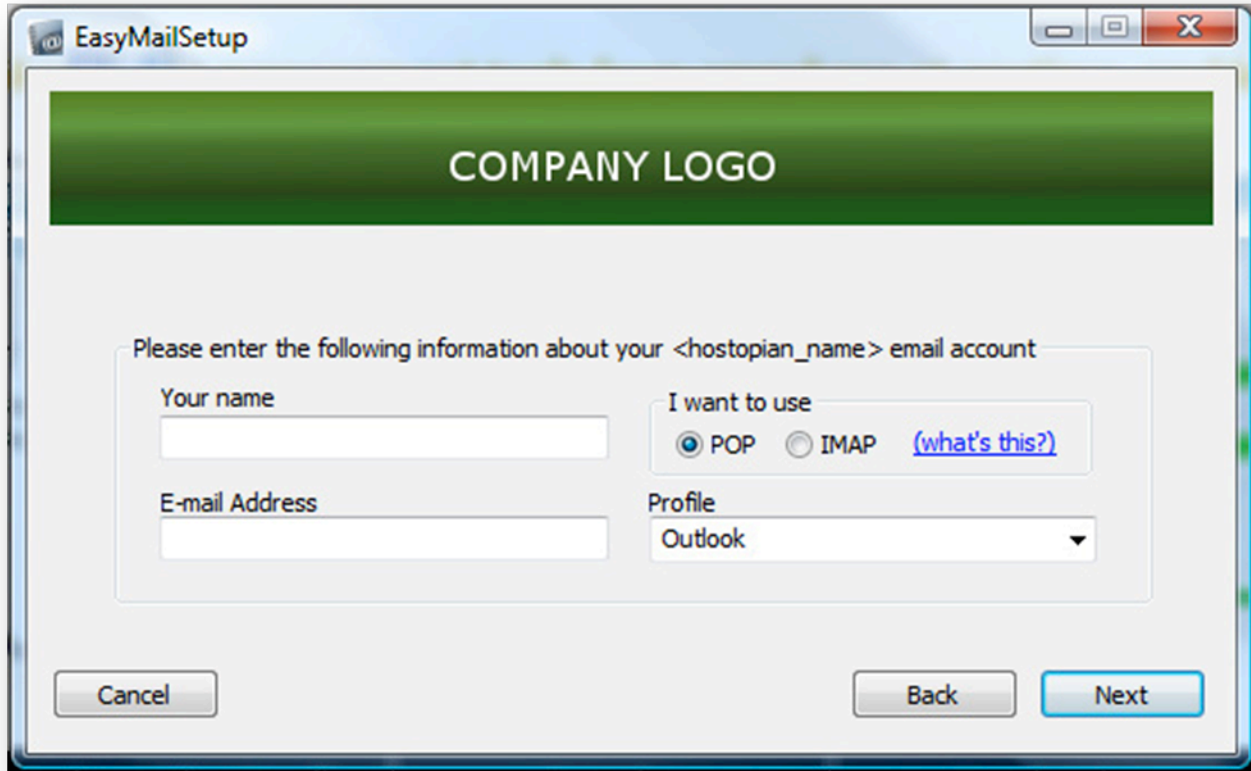 EasyMailSetup
COMPANY LOGO
Please enter the following information about your <hostopian_name> email account
Your name
I want to use
POP IMAP (what's this?)
E-mail Address
Profile
Outlook
Cancel Back Next